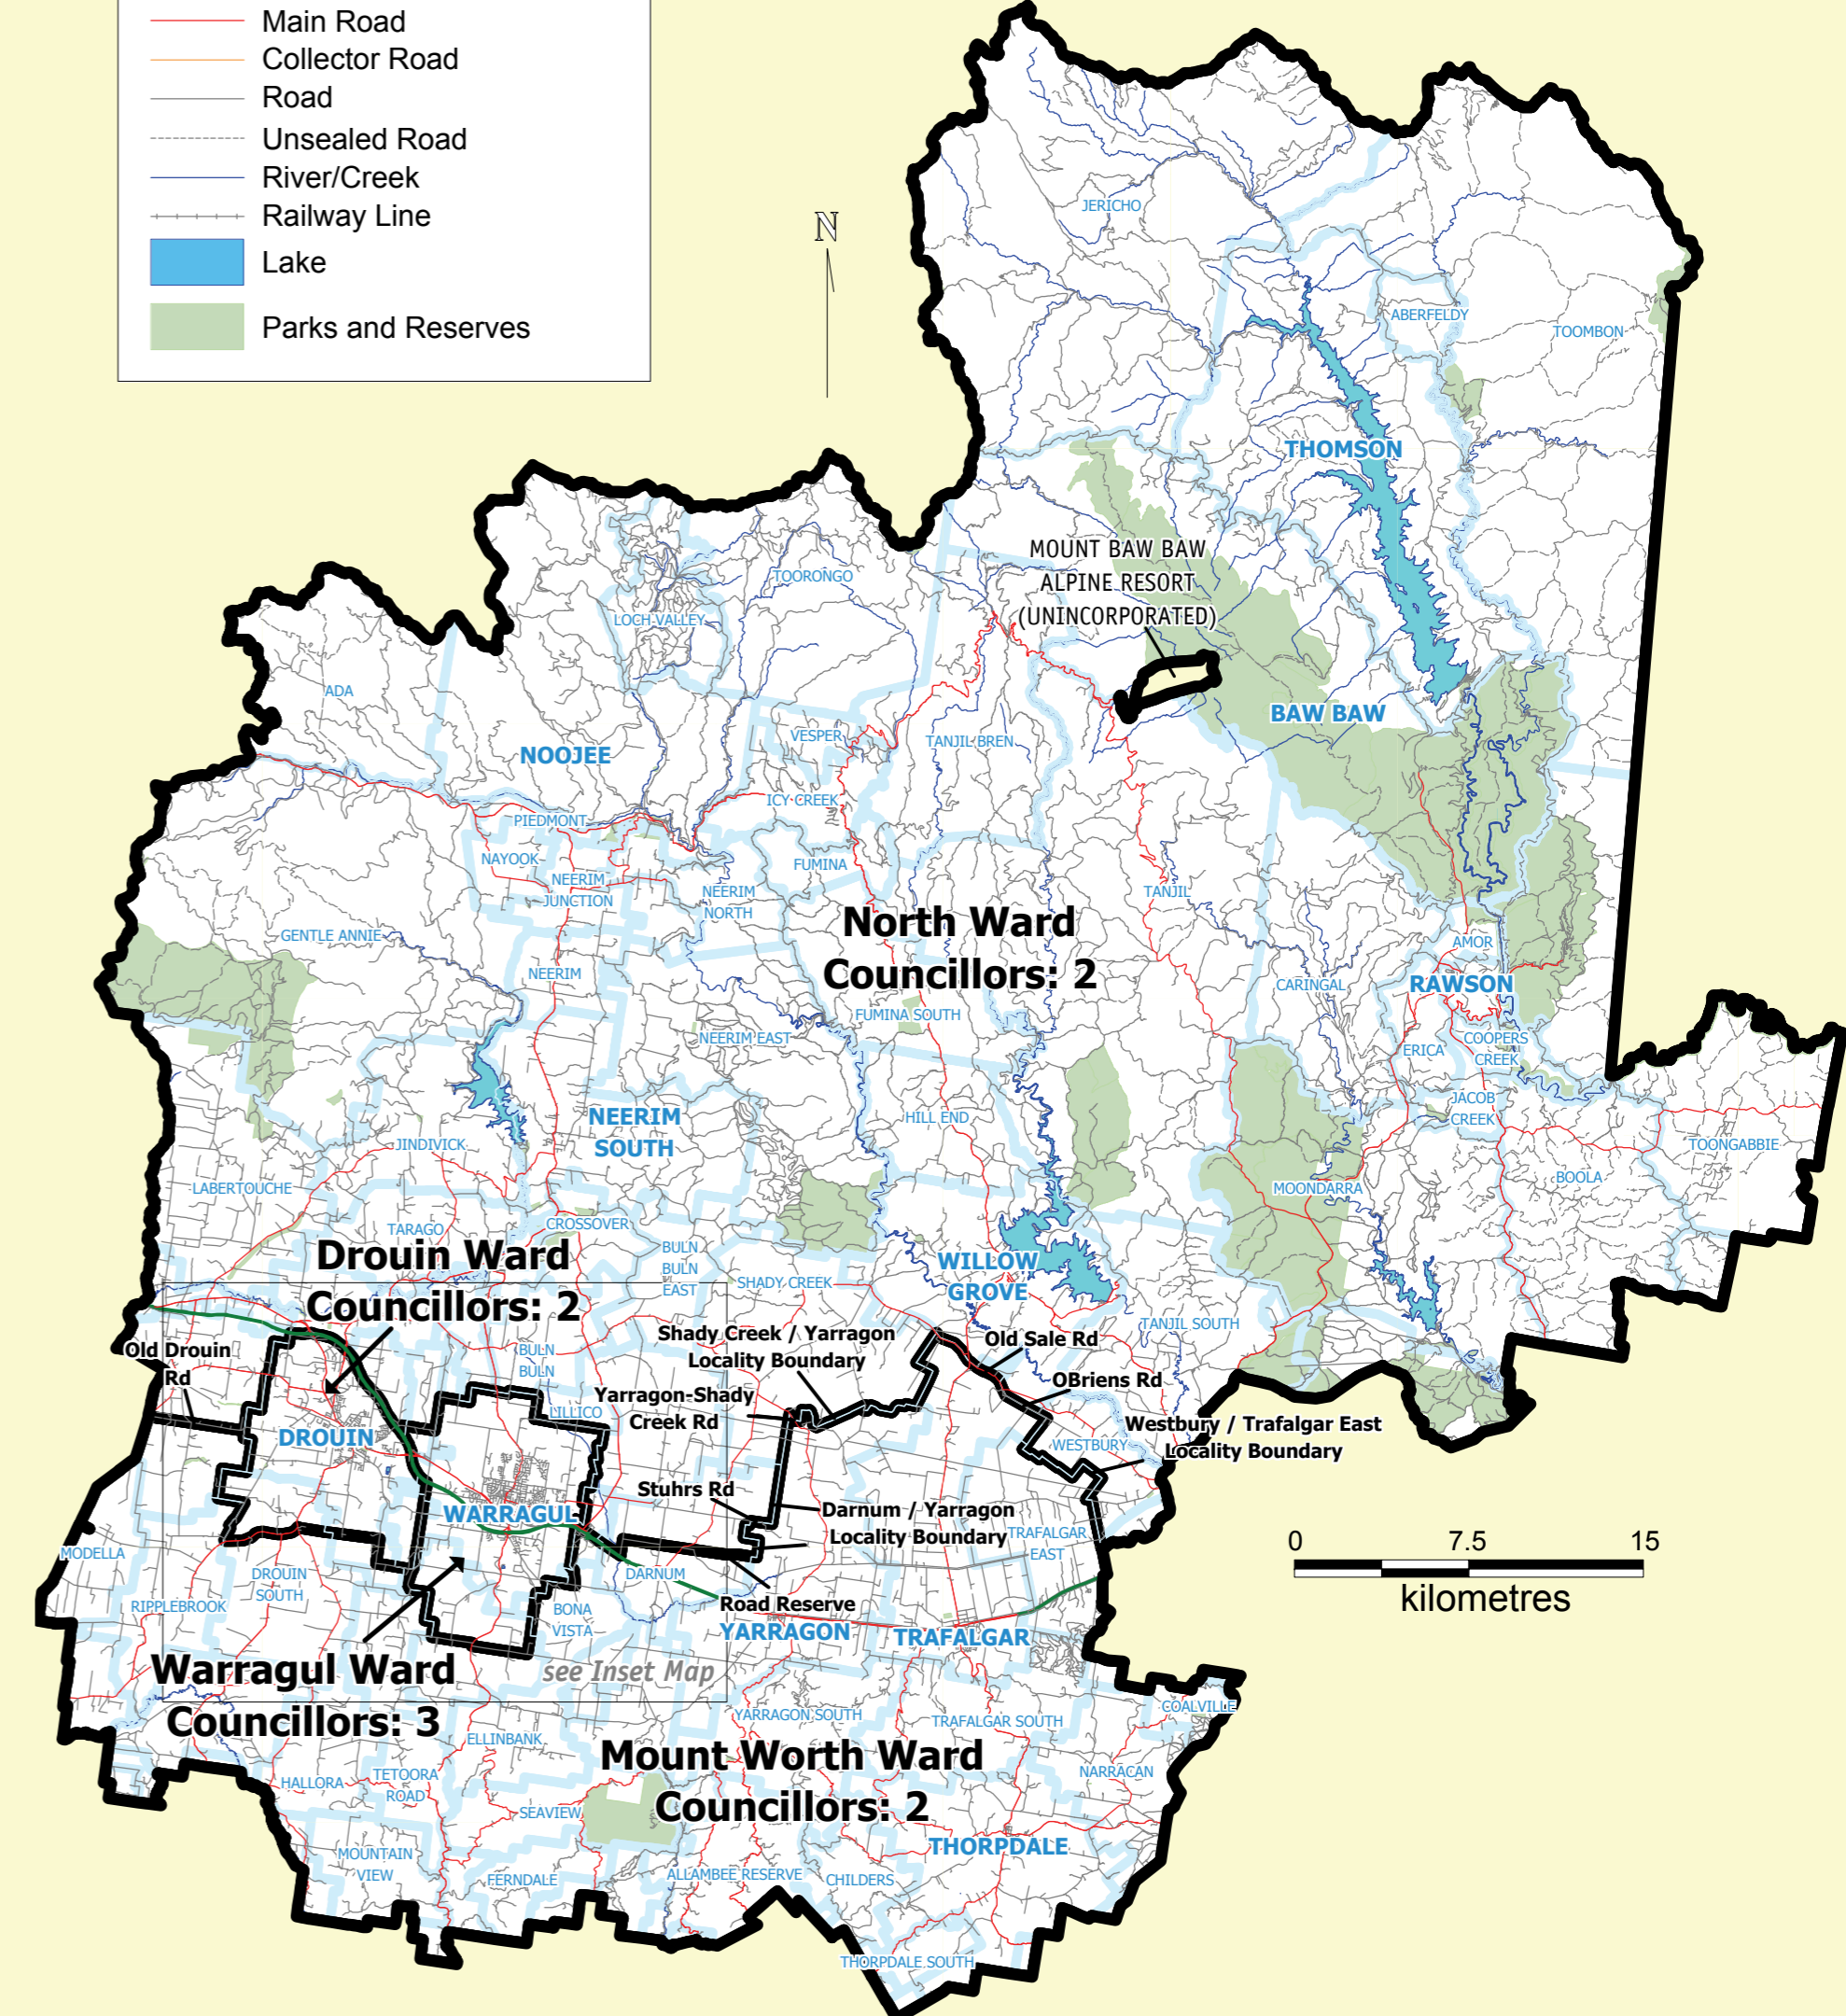 Main Road
Collector Road
Road
Unsealed Road
River/Creek
Railway Line
Lake
Parks and Reserves
N
JERICHO
ABERFELDY
TOOMBON
THOMSON
MOUNT BAW BAW
ALPINE RESORT
(UNINCORPORATED)
TOORONGO
LOCH VALLEY
ADA
BAW BAW
VESPER
TANJIL BREN
NOOJEE
ICY CREEK
PIEDMONT
NAYOOK
FUMINA
NEERIM
JUNCTION
NEERIM
NORTH
TANJIL
North Ward
Councillors: 2
GENTLE ANNIE
AMOR
NEERIM
CARINGAL
RAWSON
FUMINA SOUTH
NEERIM EAST
ERICA
COOPERS
CREEK
JACOB
CREEK
NEERIM
SOUTH
HILL END
JINDIVICK
TOONGABBIE
LABERTOUCHE
MOONDARRA
BOOLA
TARAGO
CROSSOVER
Drouin Ward
Councillors: 2
BULN
BULN
EAST
SHADY CREEK
WILLOW
GROVE
TANJIL SOUTH
Old Drouin
Rd
Shady Creek / Yarragon
Locality Boundary
Old Sale Rd
BULN
BULN
OBriens Rd
Yarragon-Shady
Creek Rd
LILLICO
DROUIN
Westbury / Trafalgar East
Locality Boundary
WESTBURY
Stuhrs Rd
WARRAGUL
Darnum / Yarragon
Locality Boundary
TRAFALGAR
EAST
0 7.5 15
kilometres
MODELLA
DROUIN
SOUTH
DARNUM
RIPPLEBROOK
BONA
VISTA
Road Reserve
YARRAGON
TRAFALGAR
Warragul Ward
Councillors: 3
see Inset Map
COALVILLE
YARRAGON SOUTH
TRAFALGAR SOUTH
ELLINBANK
Mount Worth Ward
Councillors: 2
HALLORA
TETOORA
ROAD
NARRACAN
SEAVIEW
THORPDALE
MOUNTAIN
VIEW
FERNDALE
ALLAMBEE RESERVE
CHILDERS
THORPDALE SOUTH